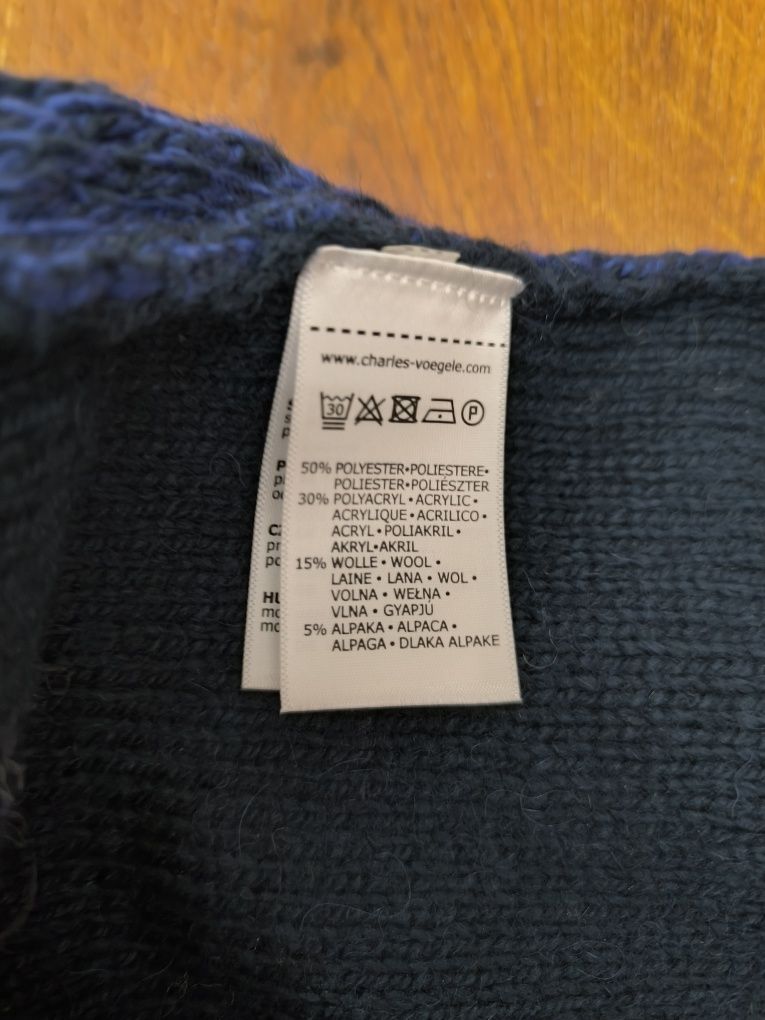 www.charles-voegele.com
30 P
50% POLYESTER•POLIESTERE•
POLIESTER•POLIÉSZTER
30% POLYACRYL•ACRYLIC•
ACRYLIQUE•ACRILICO•
ACRYL•POLIAKRIL•
AKRYL•AKRIL
15% WOLLE•WOOL•
LAINE•LANA•WOL•
VOLNA•WEŁNA•
VLNA•GYAPJÚ
5% ALPAKA•ALPACA•
ALPAGA•DLAKA ALPAKE
HU